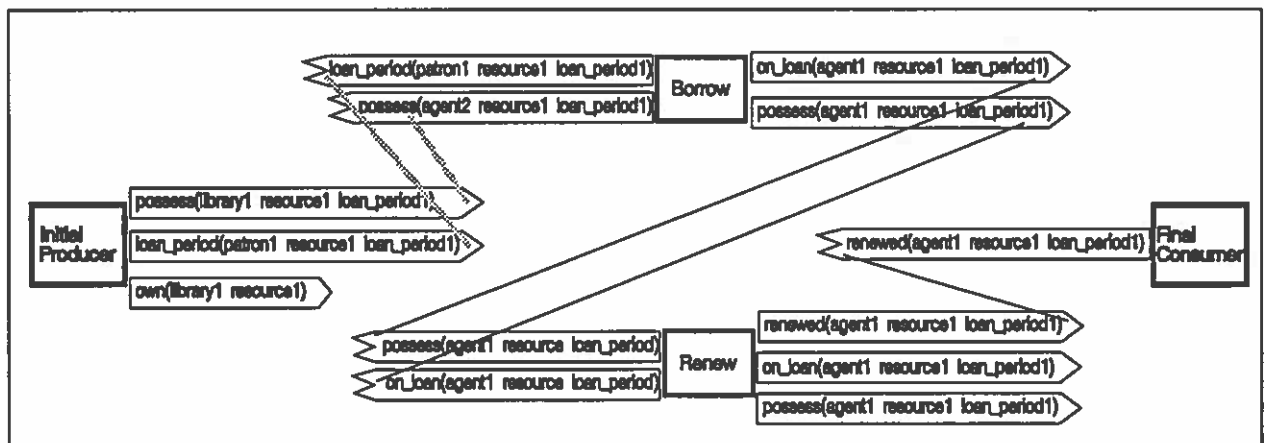 loan_period(patron1 resource1 loan_period1)
possess(agent2 resource1 loan_period1)
Borrow
on_loan(agent1 resource1 loan_period1)
possess(agent1 resource1 loan_period1)
Initial
Producer
possess(library1 resource1 loan_period1)
loan_period(patron1 resource1 loan_period1)
own(library1 resource1)
renewed(agent1 resource1 loan_period1)
Final
Consumer
possess(agent1 resource loan_period)
on_loan(agent1 resource loan_period)
Renew
renewed(agent1 resource1 loan_period1)
on_loan(agent1 resource1 loan_period1)
possess(agent1 resource1 loan_period1)